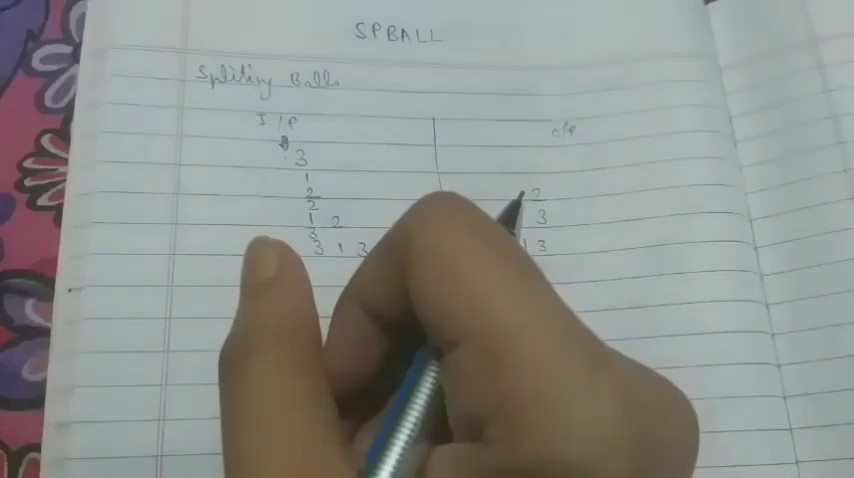 SPBALL
Spliting Balls
I/P O/P
3
1
2 2
2
1 2 3
3
3 1 3 1 3